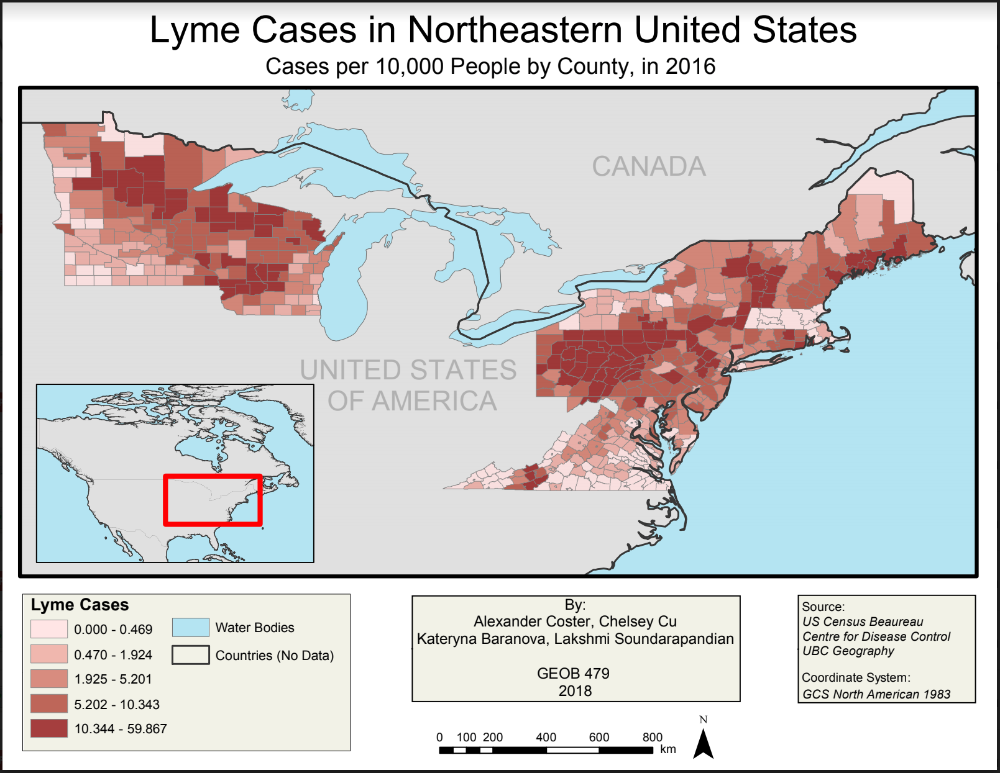 Lyme Cases in Northeastern United States
Cases per 10,000 People by County, in 2016
CANADA
UNITED STATES
OF AMERICA
Lyme Cases
0.000 - 0.469
0.470 - 1.924
1.925 - 5.201
5.202 - 10.343
10.344 - 59.867
Water Bodies
Countries (No Data)
By:
Alexander Coster, Chelsey Cu
Kateryna Baranova, Lakshmi Soundarapandian
GEOB 479
2018
Source:
US Census Beaureau
Centre for Disease Control
UBC Geography
Coordinate System:
GCS North American 1983
0 100 200 400 600 800
km
N